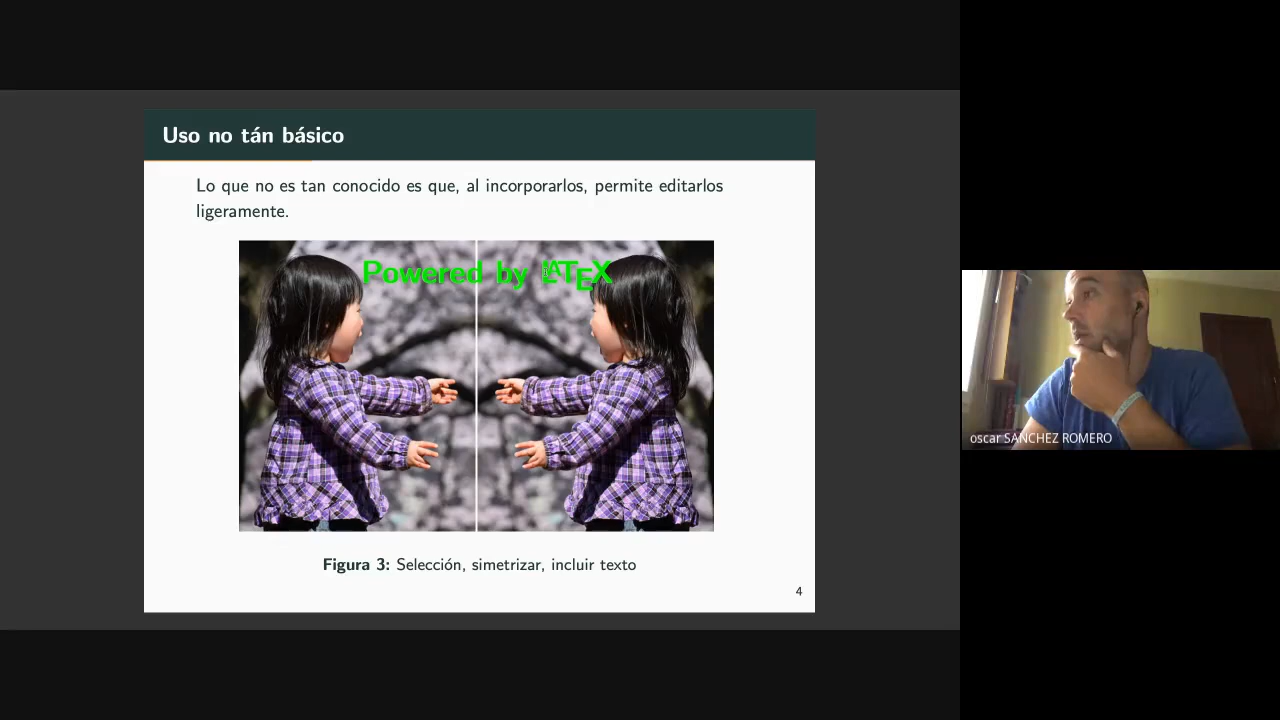 Uso no tán básico
Lo que no es tan conocido es que, al incorporarlos, permite editarlos
ligeramente.
Powered by LATEX
Figura 3: Selección, simetrizar, incluir texto
4
oscar SANCHEZ ROMERO